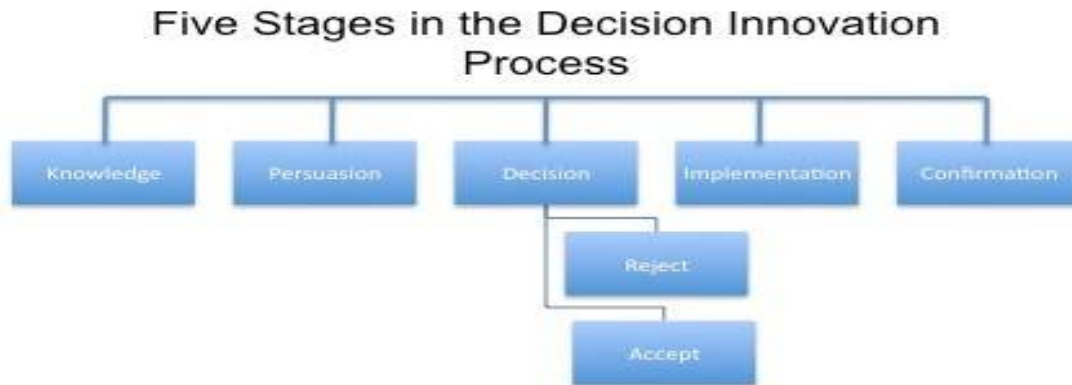 Five Stages in the Decision Innovation
Process
Knowledge
Persuasion
Decision
Implementation
Confirmation
Reject
Accept